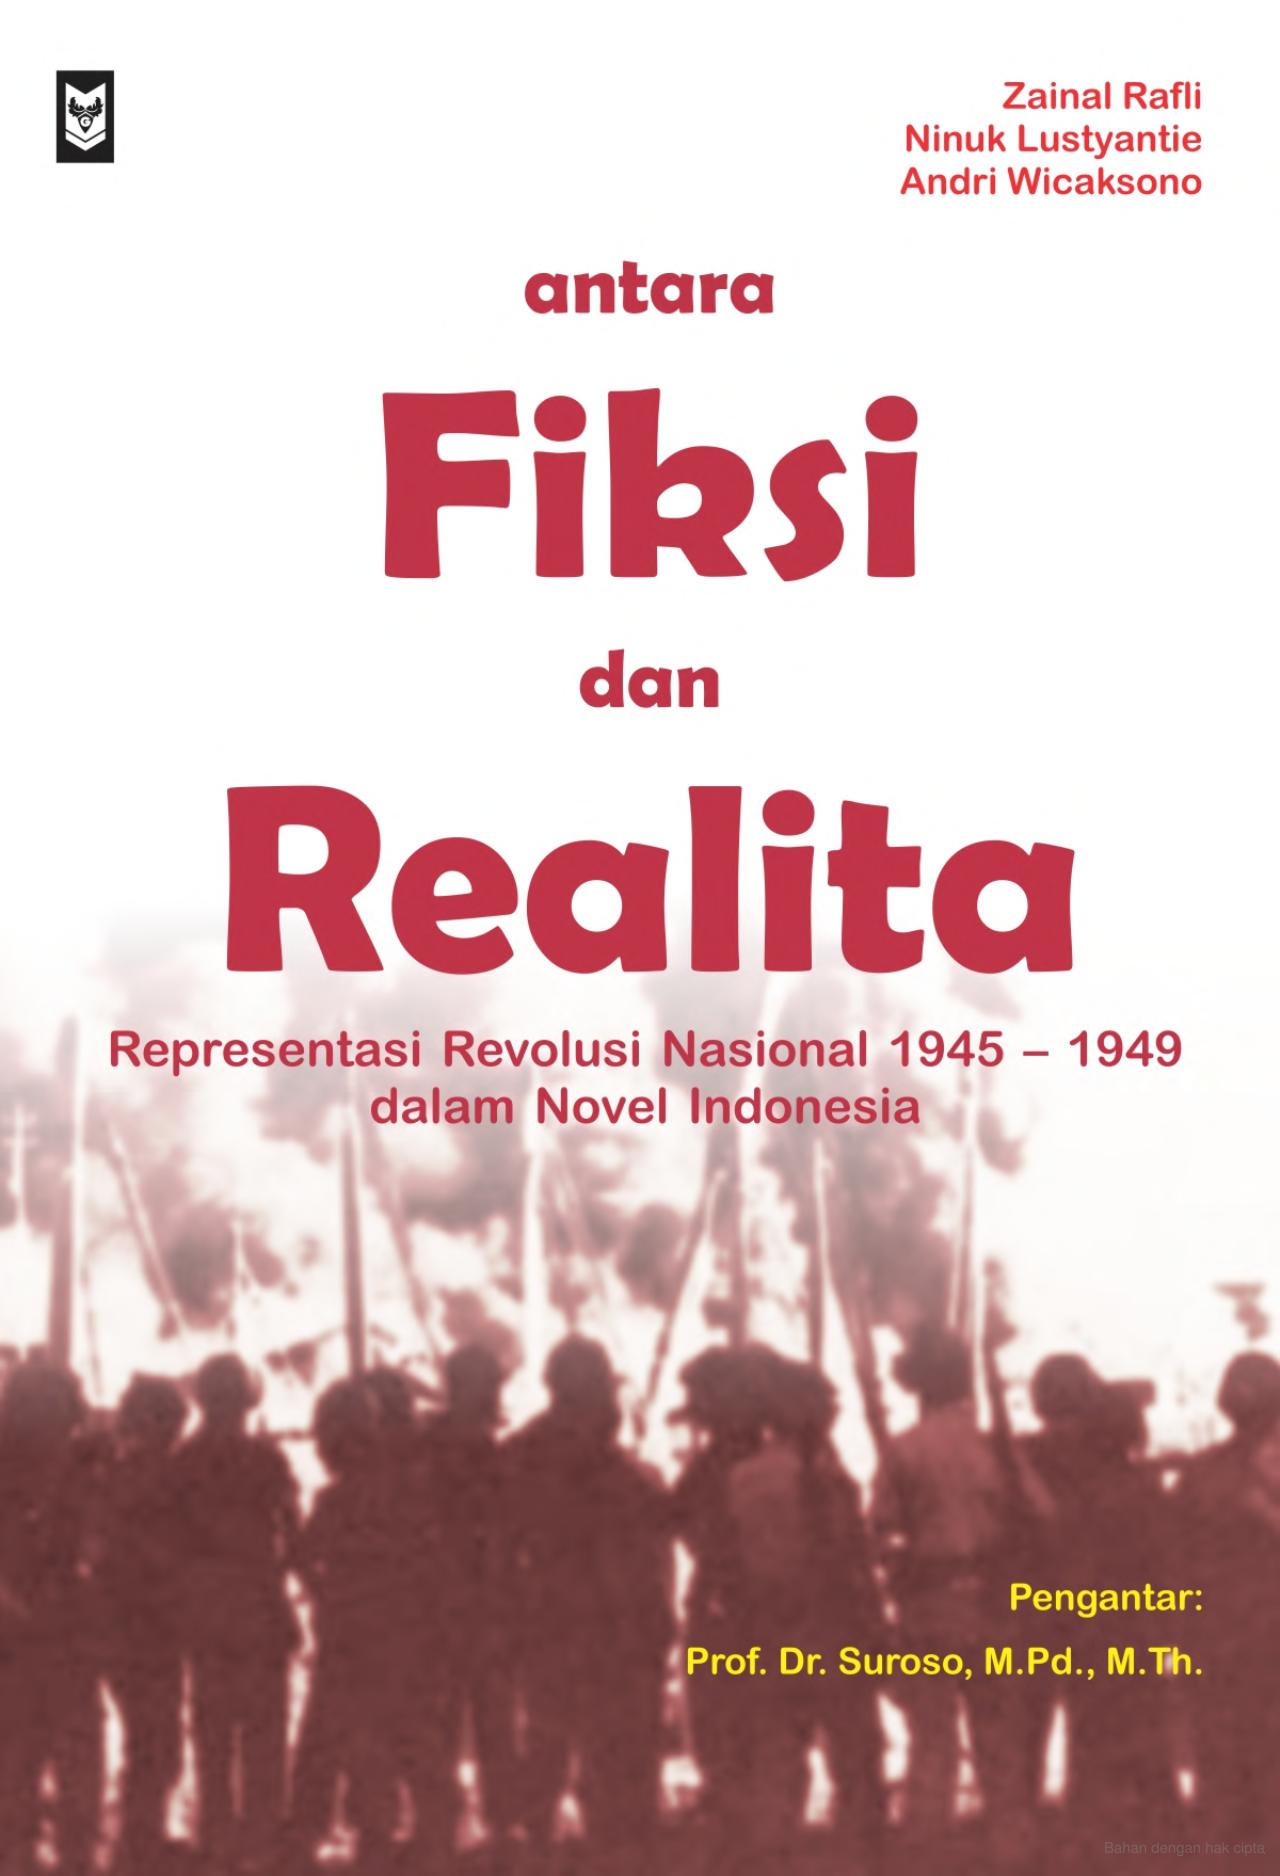 Zainal Rafli
Ninuk Lustyantie
Andri Wicaksono
antara
Fiksi
dan
Realita
Representasi Revolusi Nasional 1945 – 1949
dalam Novel Indonesia
Pengantar:
Prof. Dr. Suroso, M.Pd., M.Th.
Bahan dengan hak cipta